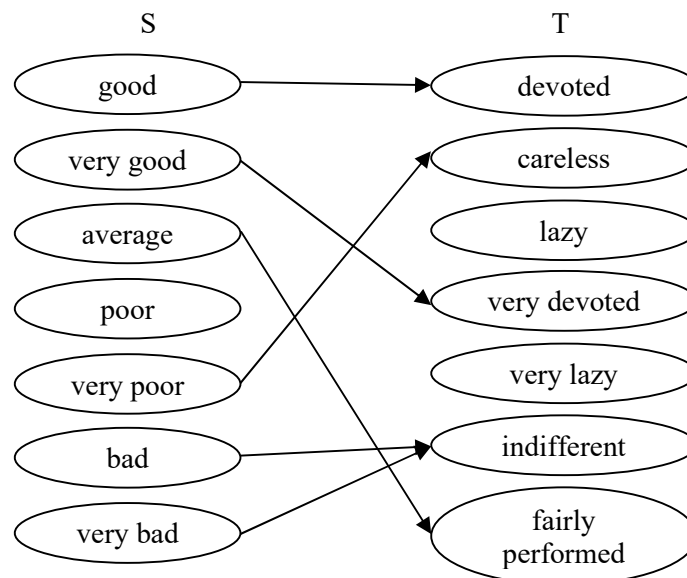 S
T
good
devoted
very good
careless
average
lazy
poor
very devoted
very poor
very lazy
bad
indifferent
very bad
fairly
performed